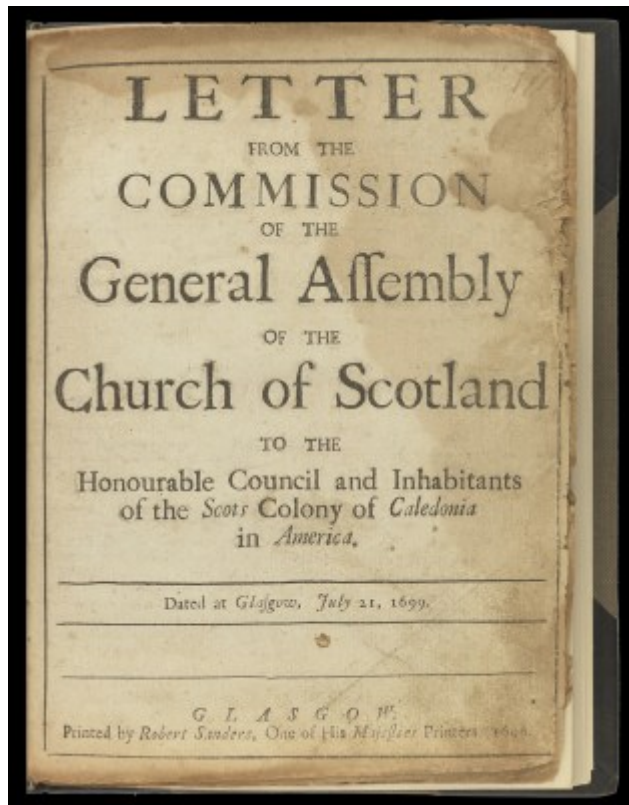 LETTER
FROM THE
COMMISSION
OF THE
General Aſſembly
OF THE
Church of Scotland
TO THE
Honourable Council and Inhabitants
of the Scots Colony of Caledonia
in America.
Dated at Glaſgow, July 21, 1699.
GLASGOW,
Printed by Robert Sanders, One of His Majeſties Printers